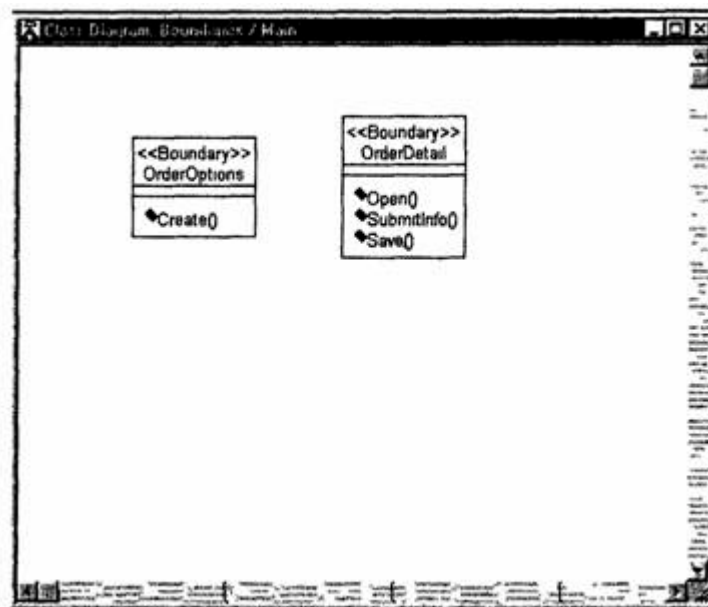 Class Diagram: Boundaries / Main
<<Boundary>>
OrderOptions
Create()
<<Boundary>>
OrderDetail
Open()
SubmitInfo()
Save()